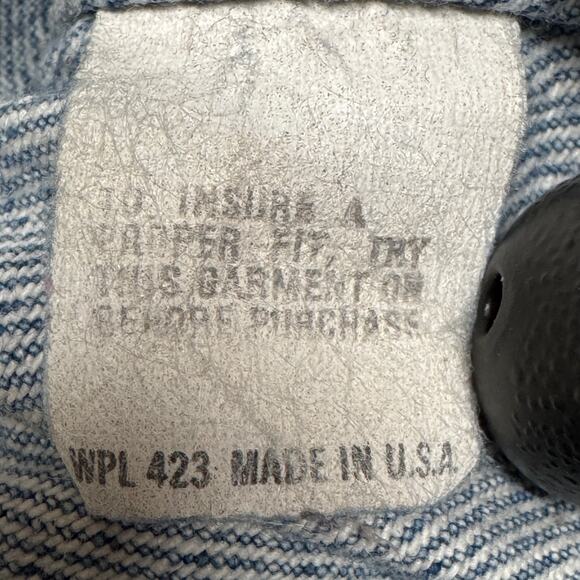 TO INSURE A
PROPER FIT, TRY
THIS GARMENT ON
BEFORE PURCHASE
WPL 423 MADE IN U.S.A.